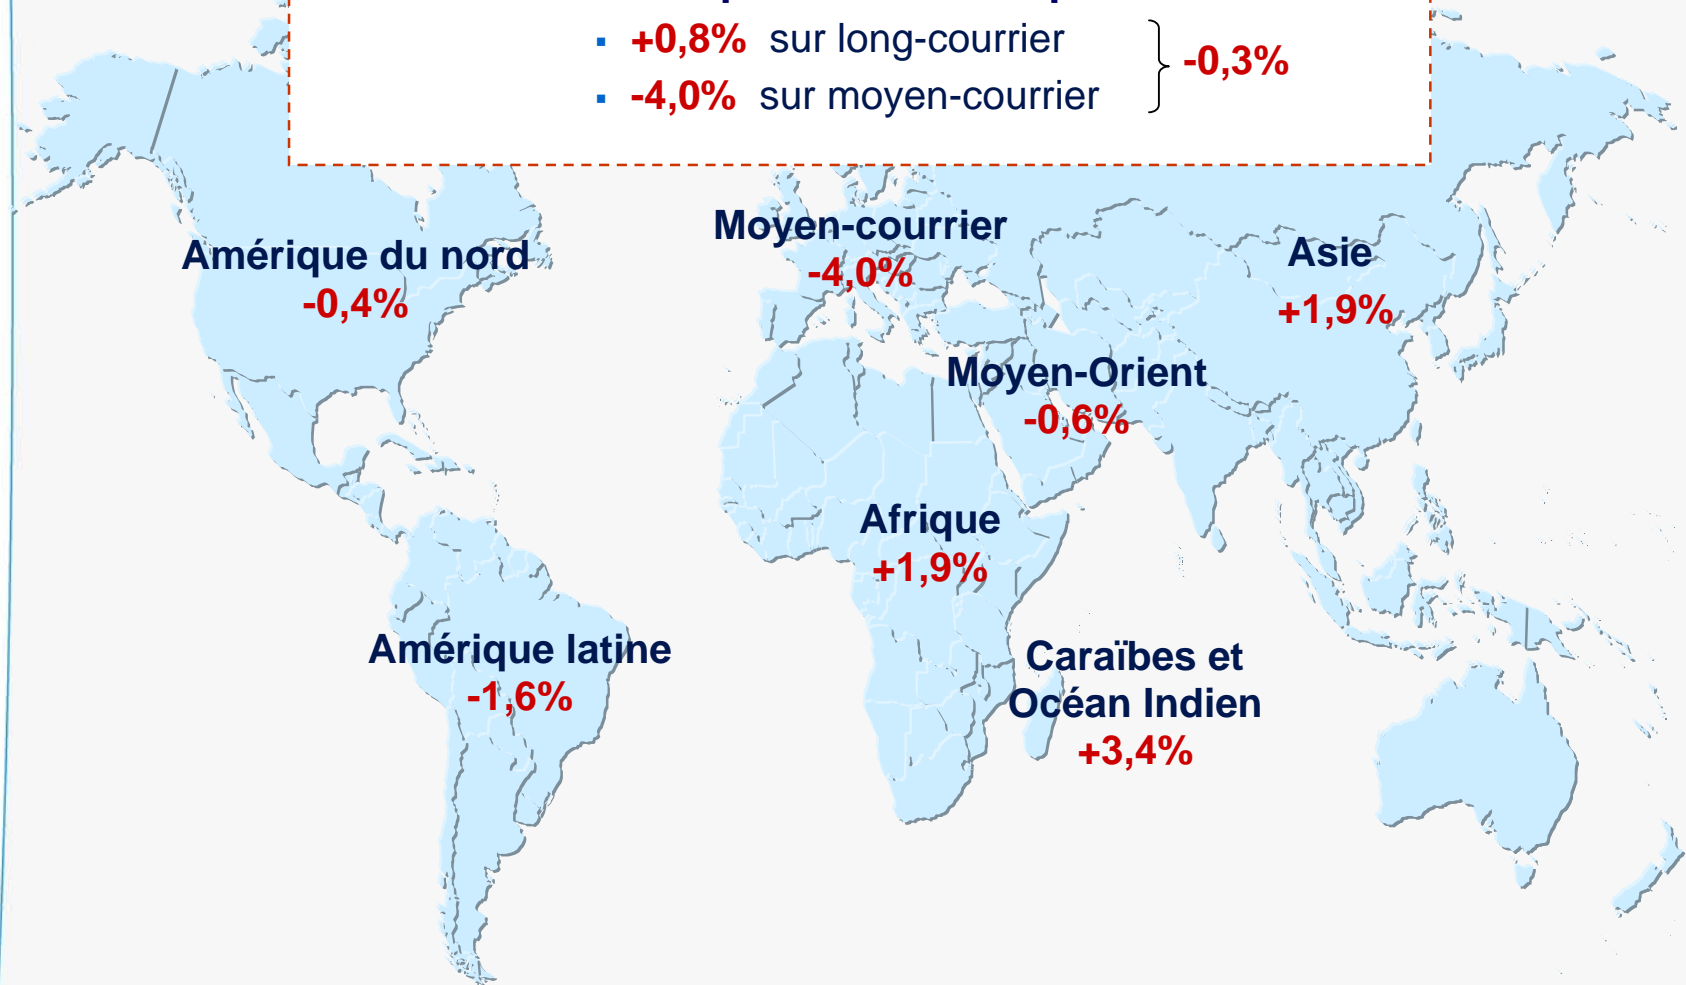 ▪ +0,8% sur long-courrier
▪ -4,0% sur moyen-courrier
-0,3%
Amérique du nord
-0,4%
Moyen-courrier
-4,0%
Asie
+1,9%
Moyen-Orient
-0,6%
Afrique
+1,9%
Amérique latine
-1,6%
Caraïbes et
Océan Indien
+3,4%